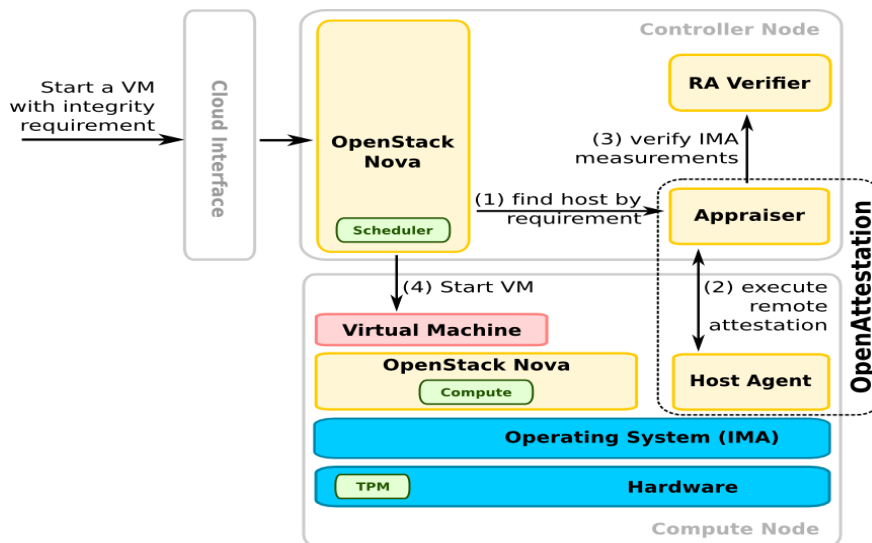 Controller Node
Start a VM
with integrity
requirement
Cloud Interface
OpenStack
Nova
Scheduler
RA Verifier
(3) verify IMA
measurements
(1) find host by
requirement
Appraiser
OpenAttestation
(4) Start VM
(2) execute
remote
attestation
Virtual Machine
OpenStack Nova
Compute
Host Agent
Operating System (IMA)
TPM
Hardware
Compute Node